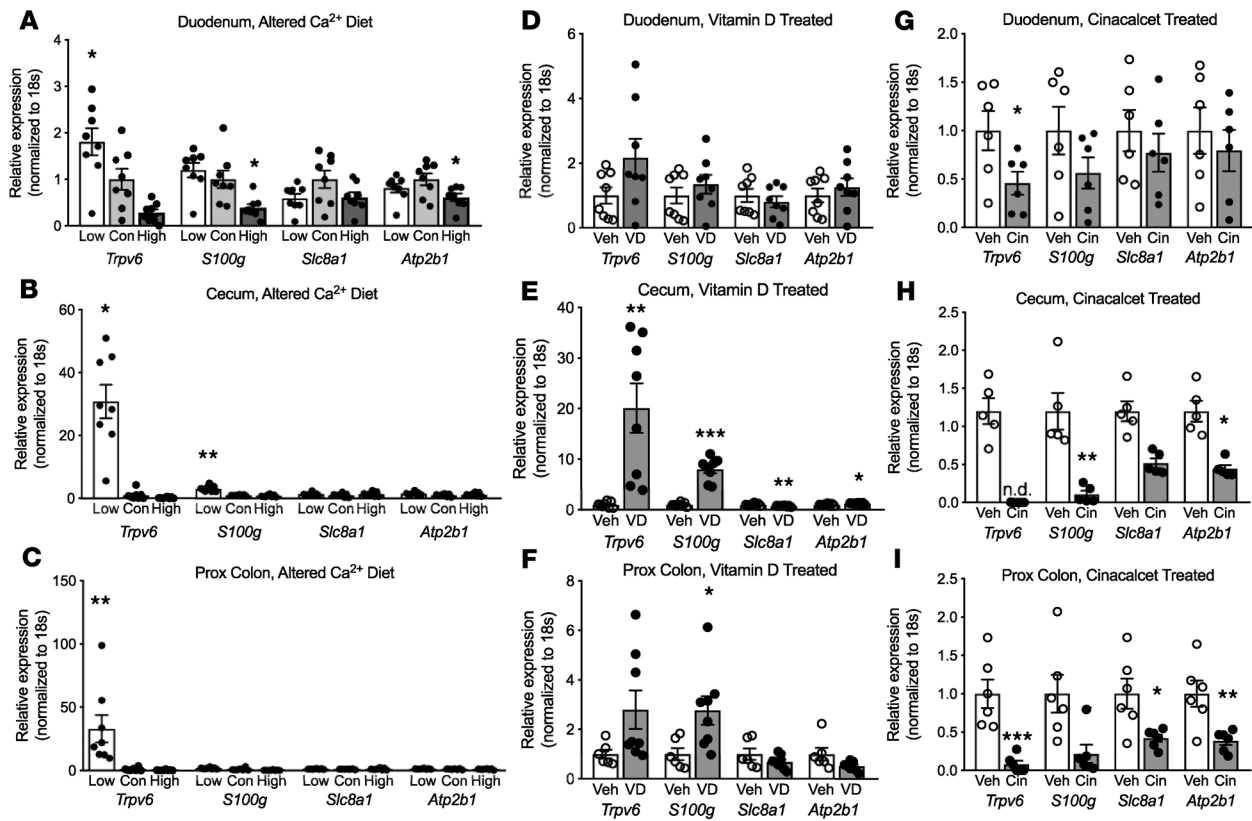 A
Duodenum, Altered Ca²⁺ Diet
Relative expression
(normalized to 18s)
4
3
2
1
0
*
*
*
Low Con High Low Con High Low Con High Low Con High
Trpv6 S100g Slc8a1 Atp2b1
B
Cecum, Altered Ca²⁺ Diet
Relative expression
(normalized to 18s)
60
40
20
0
*
**
Low Con High Low Con High Low Con High Low Con High
Trpv6 S100g Slc8a1 Atp2b1
C
Prox Colon, Altered Ca²⁺ Diet
Relative expression
(normalized to 18s)
150
100
50
0
**
Low Con High Low Con High Low Con High Low Con High
Trpv6 S100g Slc8a1 Atp2b1
D
Duodenum, Vitamin D Treated
Relative expression
(normalized to 18s)
6
4
2
0
Veh VD Veh VD Veh VD Veh VD
Trpv6 S100g Slc8a1 Atp2b1
E
Cecum, Vitamin D Treated
Relative expression
(normalized to 18s)
40
30
20
10
0
**
***
**
*
Veh VD Veh VD Veh VD Veh VD
Trpv6 S100g Slc8a1 Atp2b1
F
Prox Colon, Vitamin D Treated
Relative expression
(normalized to 18s)
8
6
4
2
0
*
Veh VD Veh VD Veh VD Veh VD
Trpv6 S100g Slc8a1 Atp2b1
G
Duodenum, Cinacalcet Treated
Relative expression
(normalized to 18s)
2.0
1.5
1.0
0.5
0.0
*
Veh Cin Veh Cin Veh Cin Veh Cin
Trpv6 S100g Slc8a1 Atp2b1
H
Cecum, Cinacalcet Treated
Relative expression
(normalized to 18s)
2.5
2.0
1.5
1.0
0.5
0.0
n.d.
**
*
Veh Cin Veh Cin Veh Cin Veh Cin
Trpv6 S100g Slc8a1 Atp2b1
I
Prox Colon, Cinacalcet Treated
Relative expression
(normalized to 18s)
2.5
2.0
1.5
1.0
0.5
0.0
***
*
**
Veh Cin Veh Cin Veh Cin Veh Cin
Trpv6 S100g Slc8a1 Atp2b1